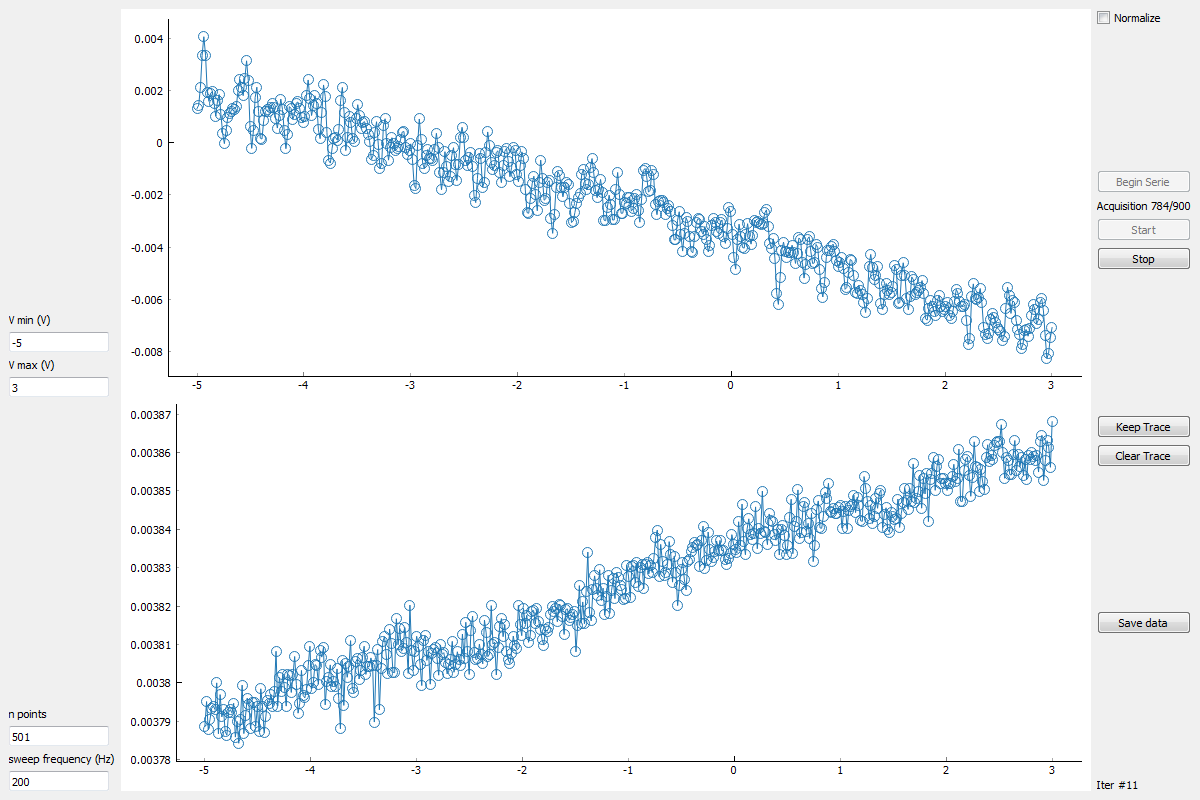 Normalize
0.004
0.002
0
-0.002
-0.004
-0.006
-0.008
-5 -4 -3 -2 -1 0 1 2 3
Begin Serie
Acquisition 784/900
Start
Stop
V min (V)
-5
V max (V)
3
0.00387
0.00386
0.00385
0.00384
0.00383
0.00382
0.00381
0.0038
0.00379
0.00378
-5 -4 -3 -2 -1 0 1 2 3
Keep Trace
Clear Trace
Save data
n points
501
sweep frequency (Hz)
200
Iter #11